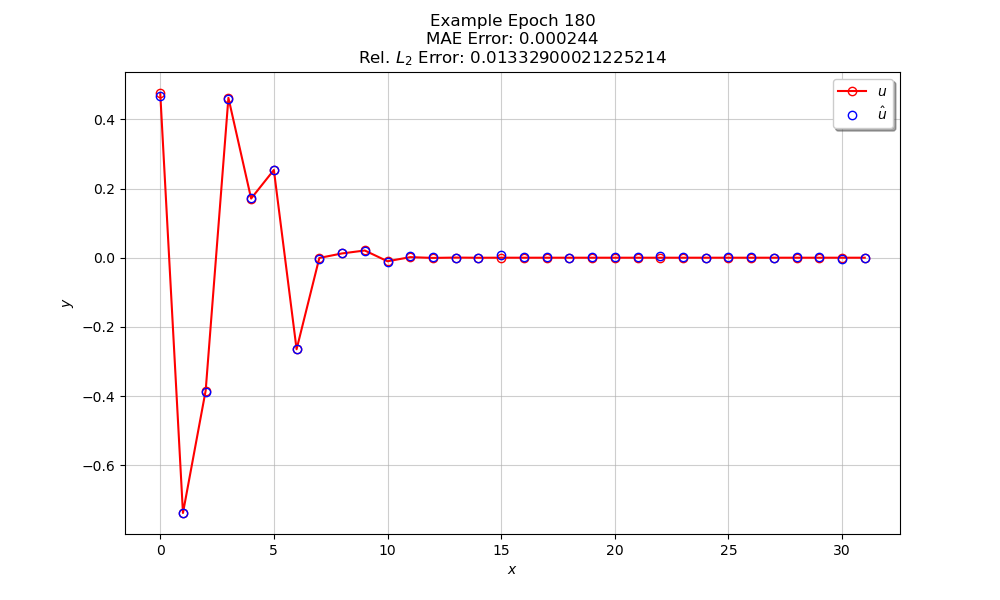 Example Epoch 180
MAE Error: 0.000244
Rel. $L_2$ Error: 0.01332900021225214
u
û
0.4
0.2
0.0
−0.2
−0.4
−0.6
y
0 5 10 15 20 25 30
x